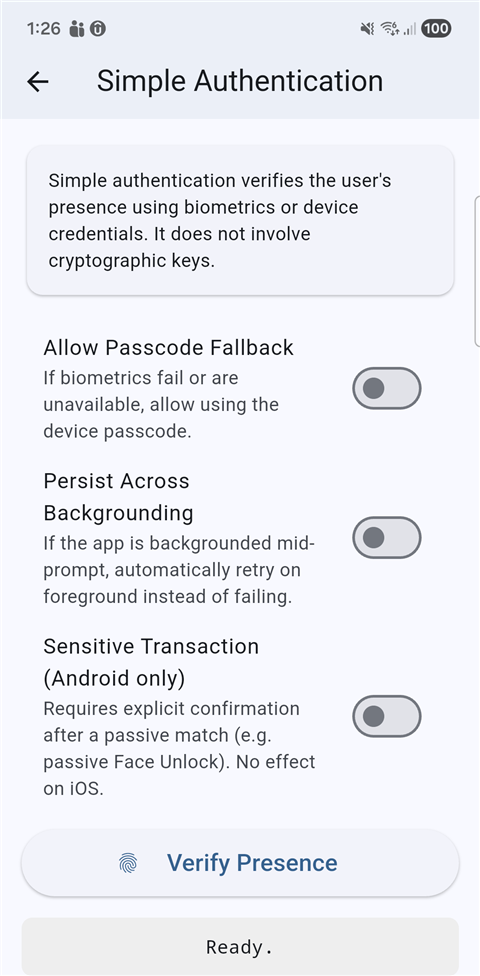 1:26
100
Simple Authentication
Simple authentication verifies the user's
presence using biometrics or device
credentials. It does not involve
cryptographic keys.
Allow Passcode Fallback
If biometrics fail or are
unavailable, allow using the
device passcode.
Persist Across
Backgrounding
If the app is backgrounded mid-
prompt, automatically retry on
foreground instead of failing.
Sensitive Transaction
(Android only)
Requires explicit confirmation
after a passive match (e.g.
passive Face Unlock). No effect
on iOS.
Verify Presence
Ready.